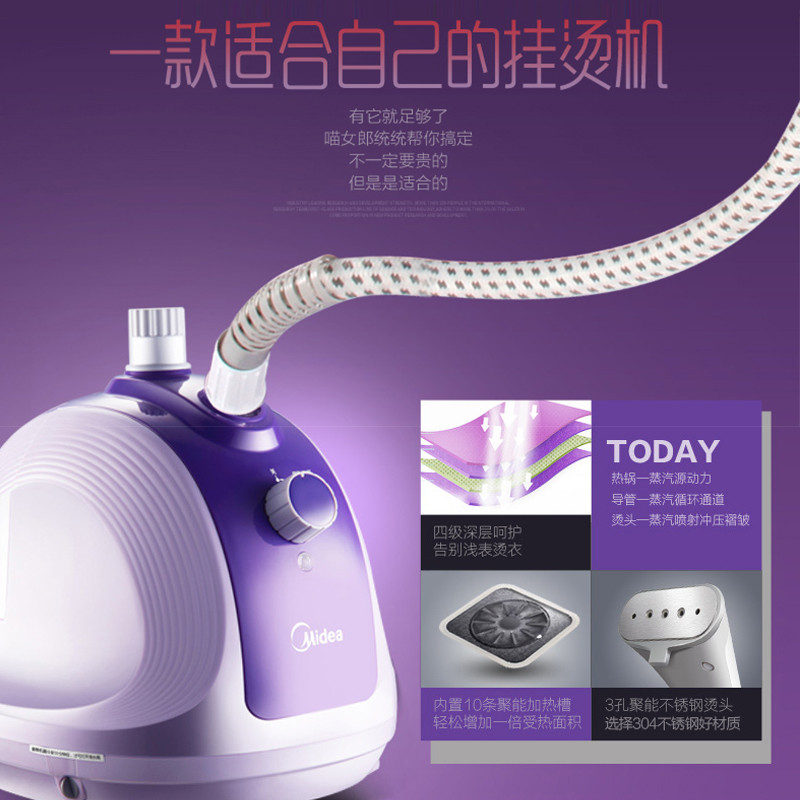 一款适合自己的挂烫机
有它就足够了
喵女郎统统帮你搞定
不一定要贵的
但是是适合的
TODAY
热锅—蒸汽源动力
导管—蒸汽循环通道
烫头—蒸汽喷射冲压褶皱
四级深层呵护
告别浅表烫衣
Midea
内置10条聚能加热槽
轻松增加一倍受热面积
3孔聚能不锈钢烫头
选择304不锈钢好材质